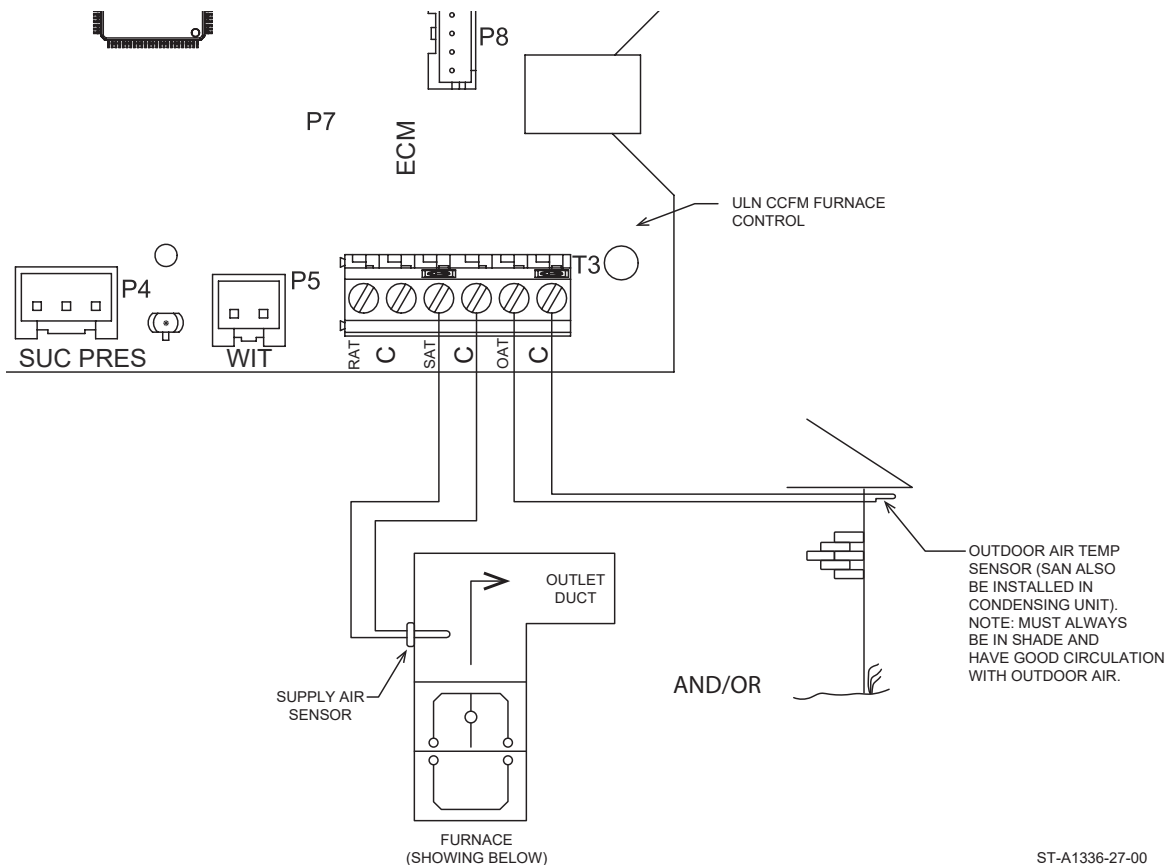 P8
P7
ECM
ULN CCFM FURNACE
CONTROL
T3
P4
P5
SUC PRES
WIT
RAT
C
SAT
C
OAT
C
OUTLET
DUCT
OUTDOOR AIR TEMP
SENSOR (SAN ALSO
BE INSTALLED IN
CONDENSING UNIT).
NOTE: MUST ALWAYS
BE IN SHADE AND
HAVE GOOD CIRCULATION
WITH OUTDOOR AIR.
SUPPLY AIR
SENSOR
AND/OR
FURNACE
(SHOWING BELOW)
ST-A1336-27-00